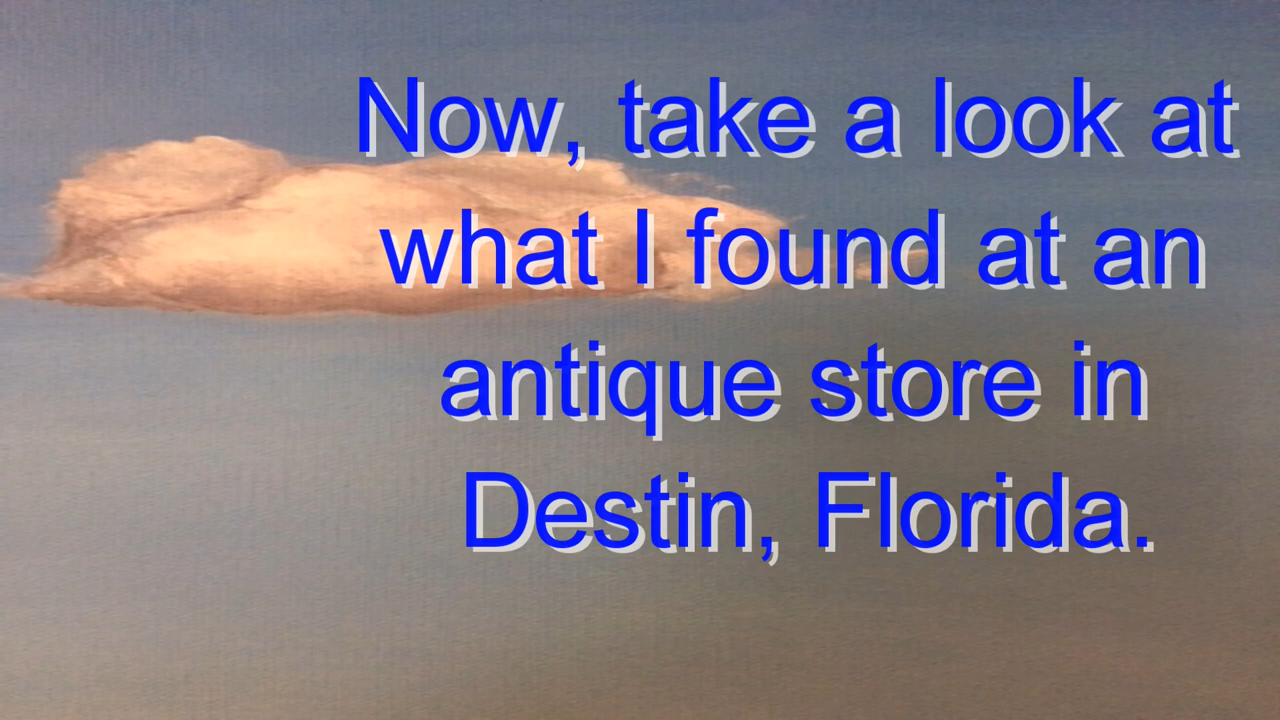 Now, take a look at
what I found at an
antique store in
Destin, Florida.